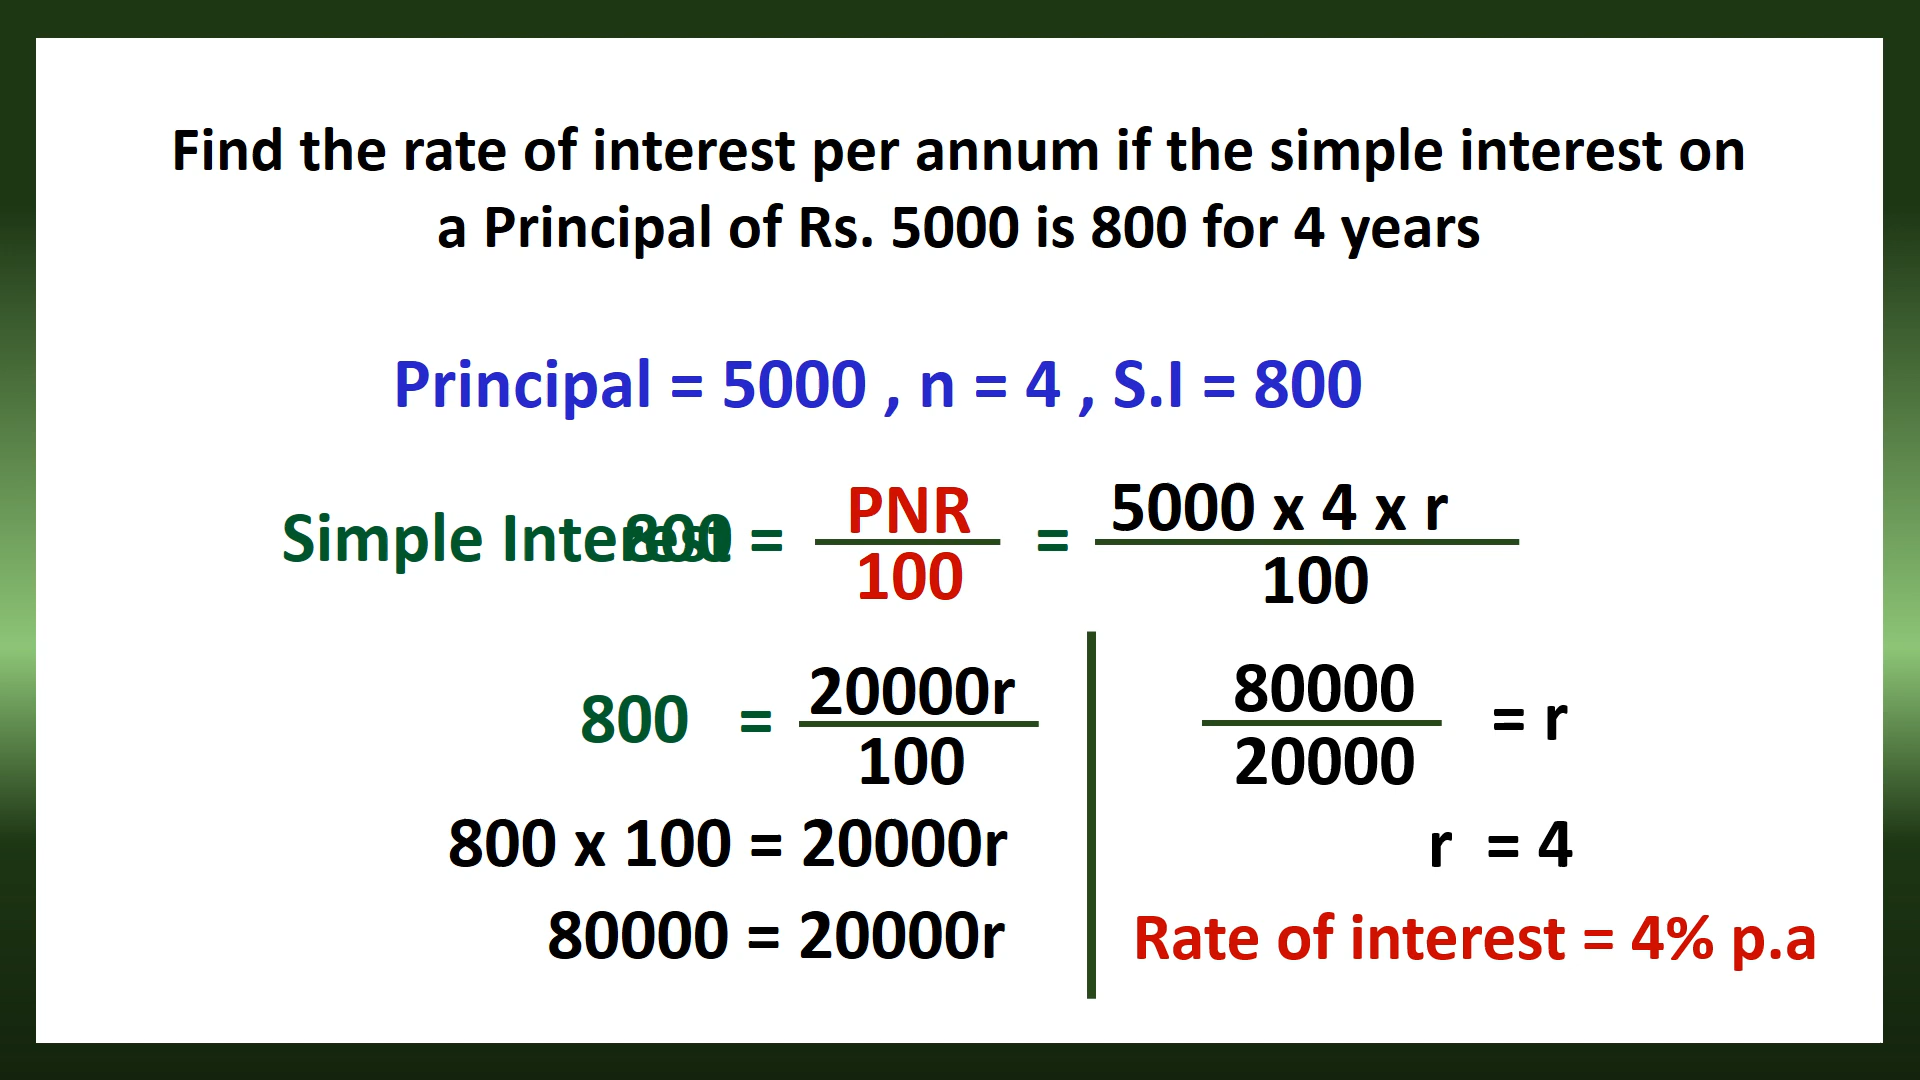 Find the rate of interest per annum if the simple interest on
a Principal of Rs. 5000 is 800 for 4 years
Principal = 5000 , n = 4 , S.I = 800
Simple Interest 800 = PNR / 100 = 5000 x 4 x r / 100
800 = 20000r / 100
800 x 100 = 20000r
80000 = 20000r
80000 / 20000 = r
r = 4
Rate of interest = 4% p.a